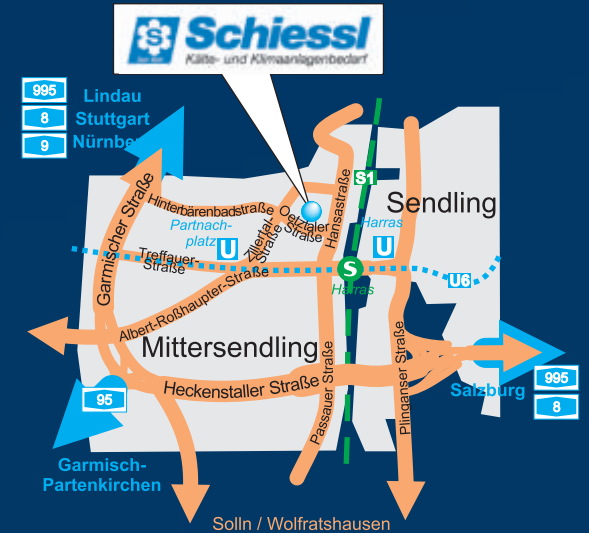 Schiessl
Kälte- und Klimaanlagenbedarf
S
995
8
9
Lindau
Stuttgart
Nürnberg
S1
Sendling
Garmischer Straße
Hinterbärenbadstraße
Partnach-
platz
U
Zillertal-
Straße
Oetztaler
Straße
Hansastraße
Harras
U
Treffauer-
Straße
S
Harras
U6
Albert-Roßhaupter-Straße
Mittersendling
Heckenstaller Straße
Passauer Straße
Plinganser Straße
Salzburg
995
8
95
Garmisch-
Partenkirchen
Solln / Wolfratshausen